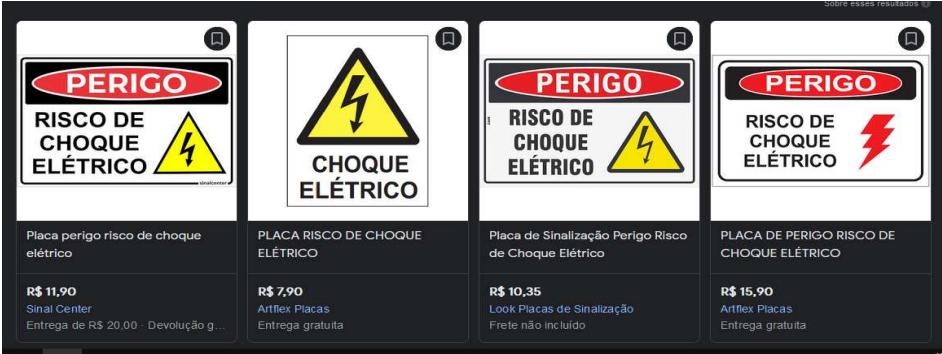 Sobre esses resultados
PERIGO
RISCO DE
CHOQUE
ELÉTRICO
sinalcenter
Placa perigo risco de choque
elétrico
R$ 11,90
Sinal Center
Entrega de R$ 20,00 · Devolução g...
CHOQUE
ELÉTRICO
PLACA RISCO DE CHOQUE
ELÉTRICO
R$ 7,90
Artflex Placas
Entrega gratuita
PERIGO
RISCO DE
CHOQUE
ELÉTRICO
Placa de Sinalização Perigo Risco
de Choque Elétrico
R$ 10,35
Look Placas de Sinalização
Frete não incluído
PERIGO
RISCO DE
CHOQUE
ELÉTRICO
PLACA DE PERIGO RISCO DE
CHOQUE ELÉTRICO
R$ 15,90
Artflex Placas
Entrega gratuita